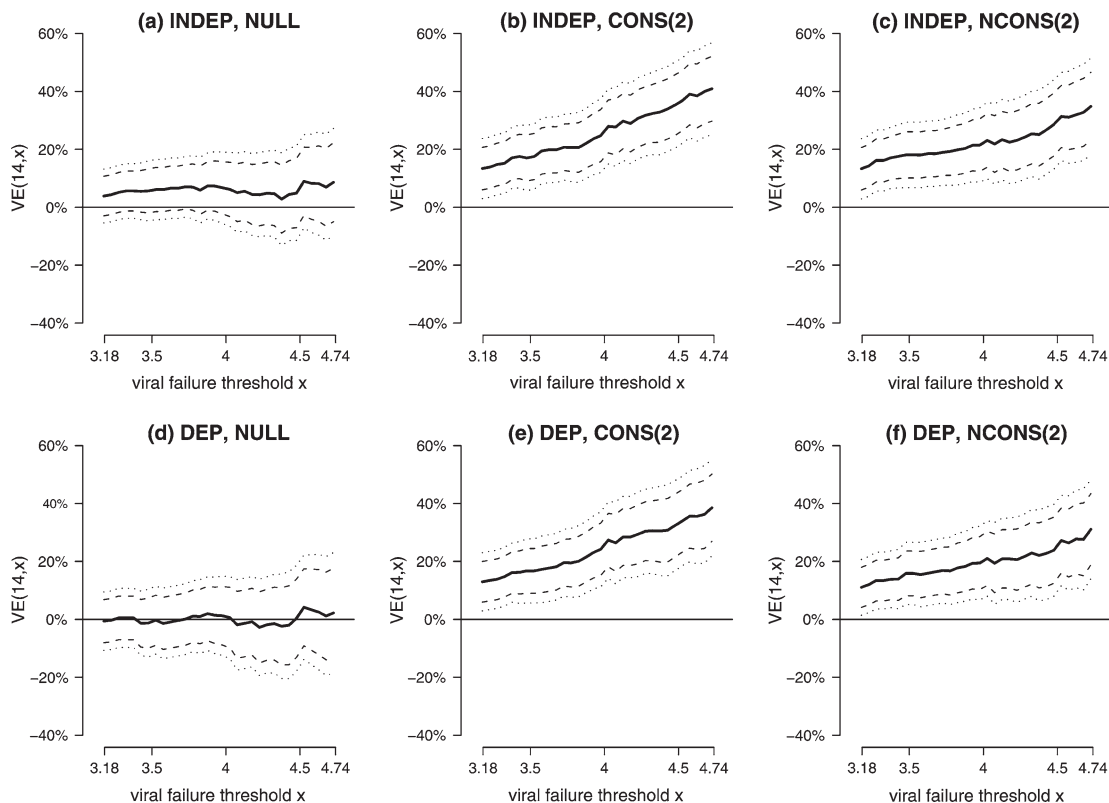 (a) INDEP, NULL
60%
40%
20%
0%
−20%
−40%
VE(14,x)
3.18 3.5 4 4.5 4.74
viral failure threshold x
(b) INDEP, CONS(2)
60%
40%
20%
0%
−20%
−40%
VE(14,x)
3.18 3.5 4 4.5 4.74
viral failure threshold x
(c) INDEP, NCONS(2)
60%
40%
20%
0%
−20%
−40%
VE(14,x)
3.18 3.5 4 4.5 4.74
viral failure threshold x
(d) DEP, NULL
60%
40%
20%
0%
−20%
−40%
VE(14,x)
3.18 3.5 4 4.5 4.74
viral failure threshold x
(e) DEP, CONS(2)
60%
40%
20%
0%
−20%
−40%
VE(14,x)
3.18 3.5 4 4.5 4.74
viral failure threshold x
(f) DEP, NCONS(2)
60%
40%
20%
0%
−20%
−40%
VE(14,x)
3.18 3.5 4 4.5 4.74
viral failure threshold x